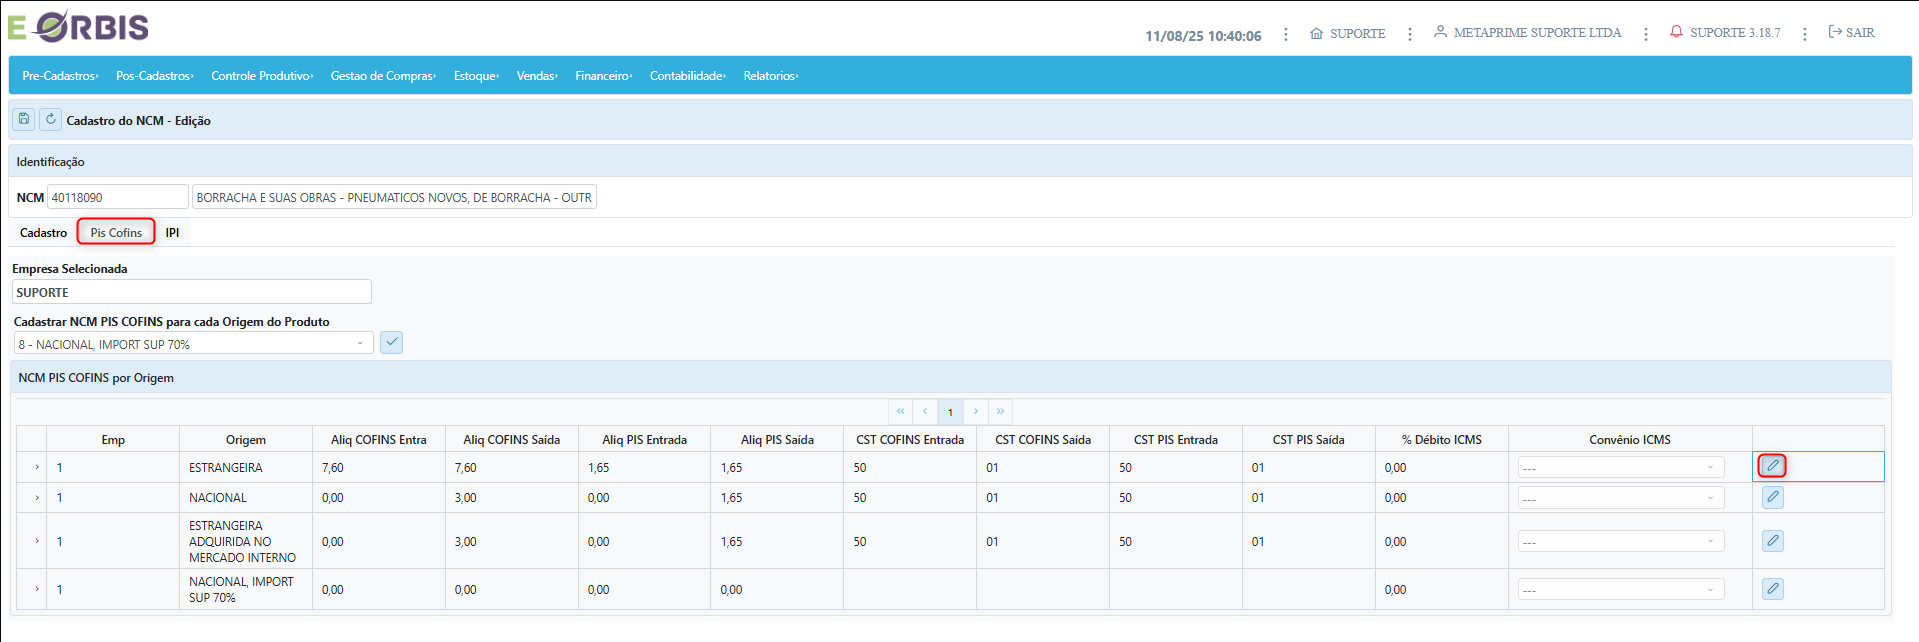 E-ORBIS
11/08/25 10:40:06 SUPORTE METAPRIME SUPORTE LTDA SUPORTE 3.18.7 SAIR
Pre-Cadastros› Pos-Cadastros› Controle Produtivo› Gestao de Compras› Estoque› Vendas› Financeiro› Contabilidade› Relatorios›
Cadastro do NCM - Edição
Identificação
NCM 40118090 BORRACHA E SUAS OBRAS - PNEUMATICOS NOVOS, DE BORRACHA - OUTR
Cadastro Pis Cofins IPI
Empresa Selecionada
SUPORTE
Cadastrar NCM PIS COFINS para cada Origem do Produto
8 - NACIONAL, IMPORT SUP 70%
NCM PIS COFINS por Origem
« ‹ 1 › »
Emp Origem Aliq COFINS Entra Aliq COFINS Saída Aliq PIS Entrada Aliq PIS Saída CST COFINS Entrada CST COFINS Saída CST PIS Entrada CST PIS Saída % Débito ICMS Convênio ICMS
› 1 ESTRANGEIRA 7,60 7,60 1,65 1,65 50 01 50 01 0,00 ---
› 1 NACIONAL 0,00 3,00 0,00 1,65 50 01 50 01 0,00 ---
ESTRANGEIRA
› 1 ADQUIRIDA NO 0,00 3,00 0,00 1,65 50 01 50 01 0,00 ---
MERCADO INTERNO
› 1 NACIONAL, IMPORT 0,00 0,00 0,00 0,00 0,00 ---
SUP 70%